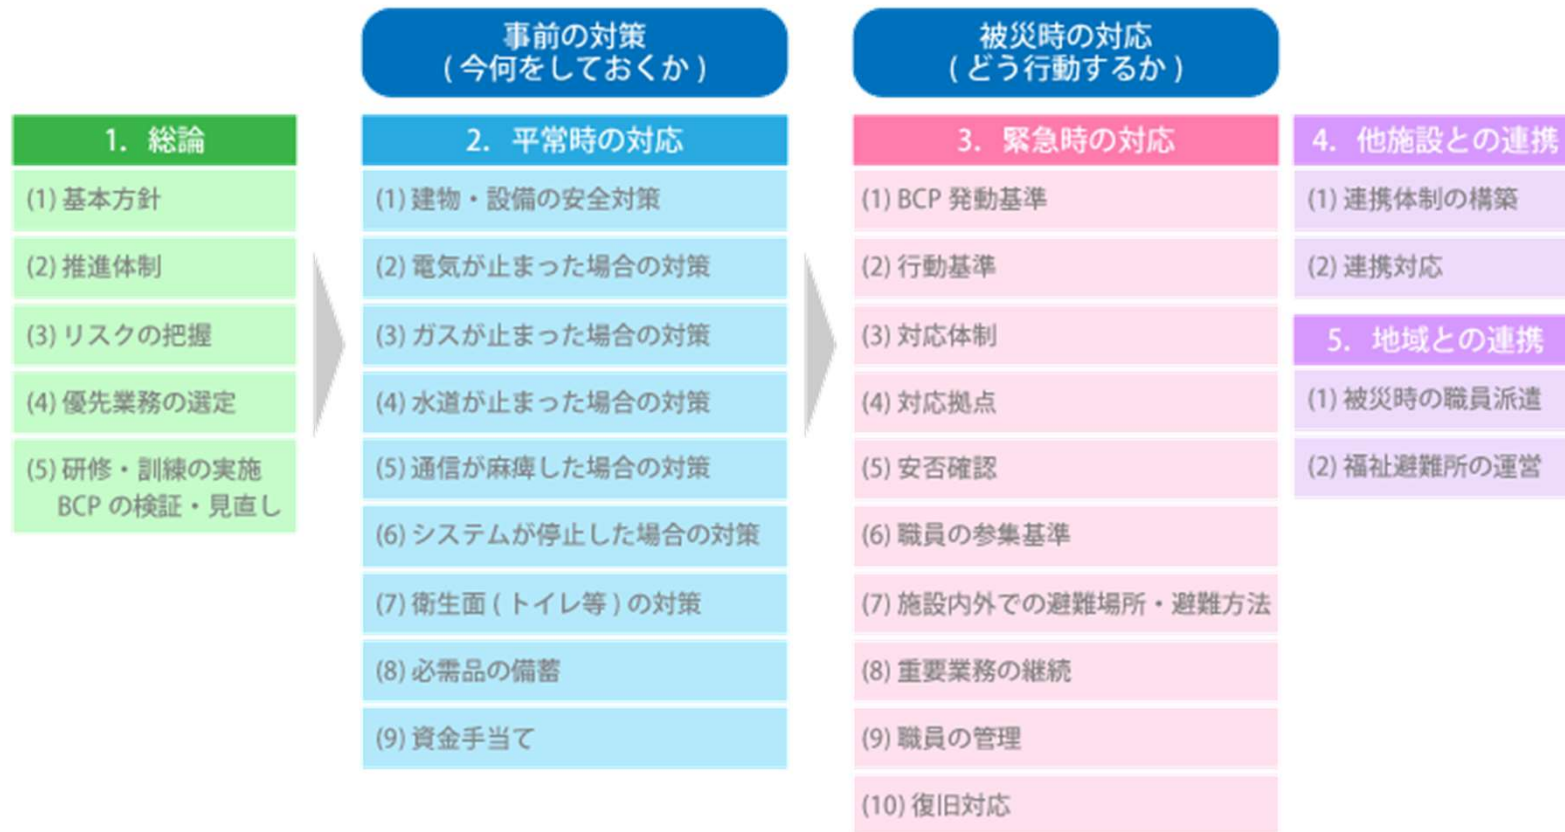 事前の対策
( 今何をしておくか )
被災時の対応
( どう行動するか )
1. 総論
(1) 基本方針
(2) 推進体制
(3) リスクの把握
(4) 優先業務の選定
(5) 研修・訓練の実施
BCP の検証・見直し
2. 平常時の対応
(1) 建物・設備の安全対策
(2) 電気が止まった場合の対策
(3) ガスが止まった場合の対策
(4) 水道が止まった場合の対策
(5) 通信が麻痺した場合の対策
(6) システムが停止した場合の対策
(7) 衛生面 ( トイレ等 ) の対策
(8) 必需品の備蓄
(9) 資金手当て
3. 緊急時の対応
(1) BCP 発動基準
(2) 行動基準
(3) 対応体制
(4) 対応拠点
(5) 安否確認
(6) 職員の参集基準
(7) 施設内外での避難場所・避難方法
(8) 重要業務の継続
(9) 職員の管理
(10) 復旧対応
4. 他施設との連携
(1) 連携体制の構築
(2) 連携対応
5. 地域との連携
(1) 被災時の職員派遣
(2) 福祉避難所の運営